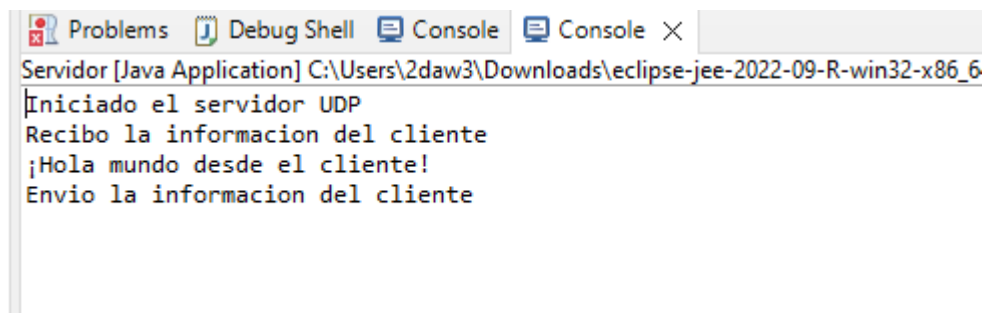 Problems Debug Shell Console Console
Servidor [Java Application] C:\Users\2daw3\Downloads\eclipse-jee-2022-09-R-win32-x86_6
Iniciado el servidor UDP
Recibo la informacion del cliente
¡Hola mundo desde el cliente!
Envio la informacion del cliente